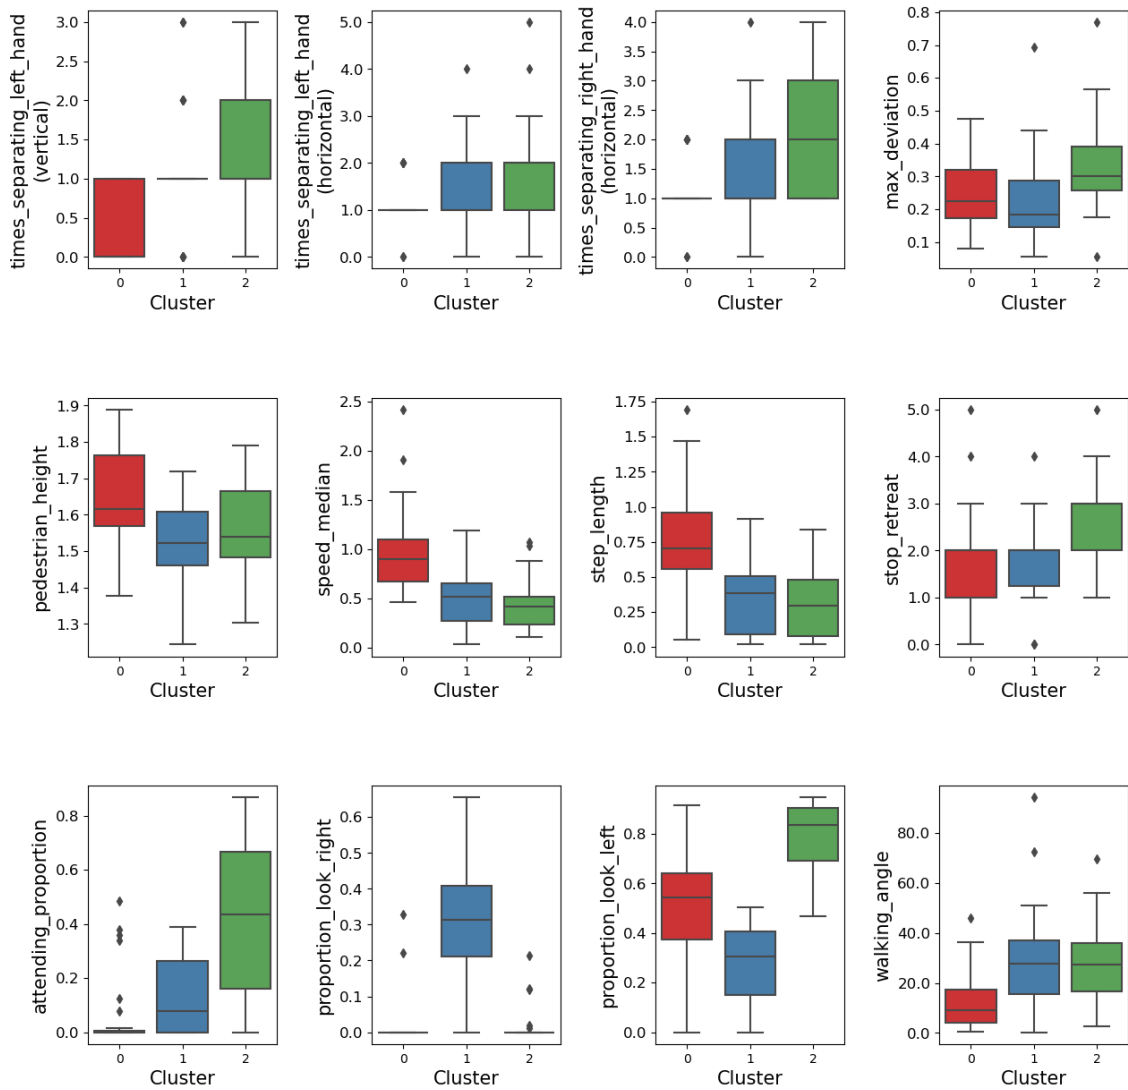 times_separating_left_hand
(vertical)
3.0
2.5
2.0
1.5
1.0
0.5
0.0
0 1 2
Cluster
times_separating_left_hand
(horizontal)
5.0
4.0
3.0
2.0
1.0
0.0
0 1 2
Cluster
times_separating_right_hand
(horizontal)
4.0
3.5
3.0
2.5
2.0
1.5
1.0
0.5
0.0
0 1 2
Cluster
max_deviation
0.8
0.7
0.6
0.5
0.4
0.3
0.2
0.1
0 1 2
Cluster
pedestrian_height
1.9
1.8
1.7
1.6
1.5
1.4
1.3
0 1 2
Cluster
speed_median
2.5
2.0
1.5
1.0
0.5
0.0
0 1 2
Cluster
step_length
1.75
1.5
1.25
1.0
0.75
0.5
0.25
0.0
0 1 2
Cluster
stop_retreat
5.0
4.0
3.0
2.0
1.0
0.0
0 1 2
Cluster
attending_proportion
0.8
0.6
0.4
0.2
0.0
0 1 2
Cluster
proportion_look_right
0.6
0.5
0.4
0.3
0.2
0.1
0.0
0 1 2
Cluster
proportion_look_left
0.8
0.6
0.4
0.2
0.0
0 1 2
Cluster
walking_angle
80.0
60.0
40.0
20.0
0.0
0 1 2
Cluster